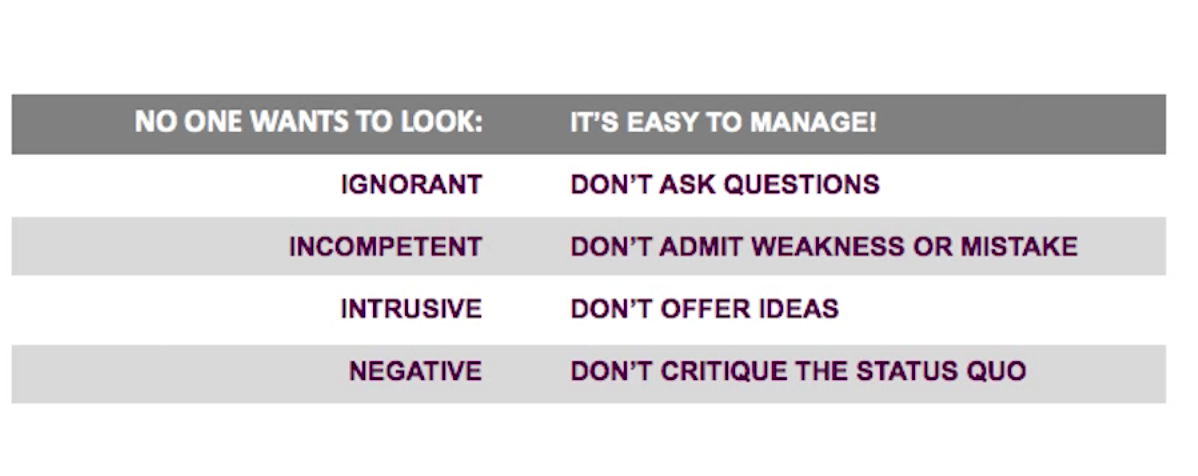 NO ONE WANTS TO LOOK: IT'S EASY TO MANAGE!
IGNORANT DON'T ASK QUESTIONS
INCOMPETENT DON'T ADMIT WEAKNESS OR MISTAKE
INTRUSIVE DON'T OFFER IDEAS
NEGATIVE DON'T CRITIQUE THE STATUS QUO